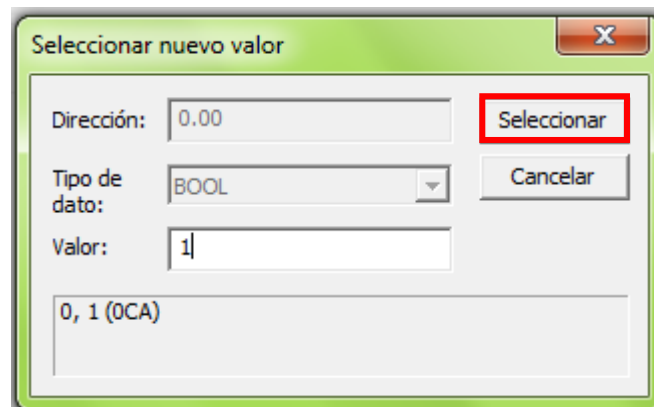 Seleccionar nuevo valor
Dirección: 0.00 Seleccionar
Tipo de dato: BOOL Cancelar
Valor: 1
0, 1 (0CA)